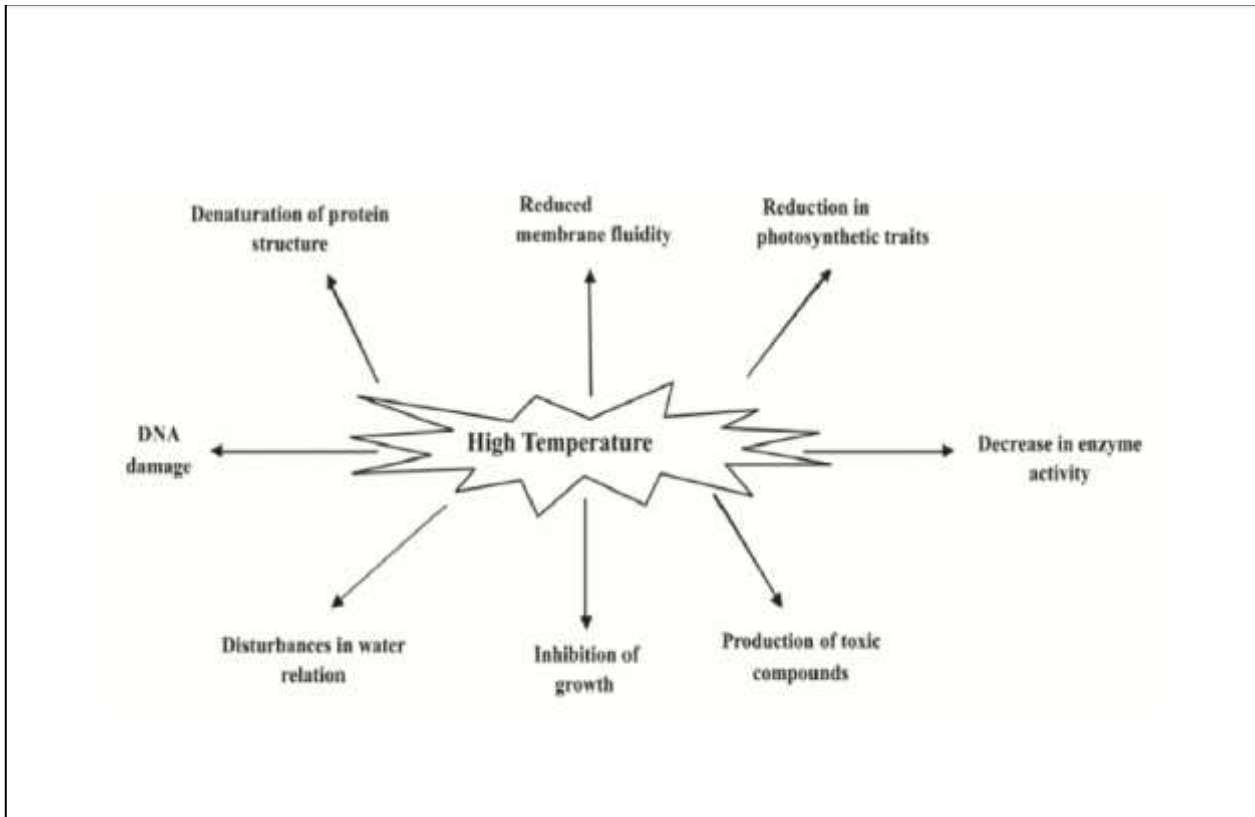 Denaturation of protein
structure
Reduced
membrane fluidity
Reduction in
photosynthetic traits
High Temperature
DNA
damage
Decrease in enzyme
activity
Disturbances in water
relation
Inhibition of
growth
Production of toxic
compounds